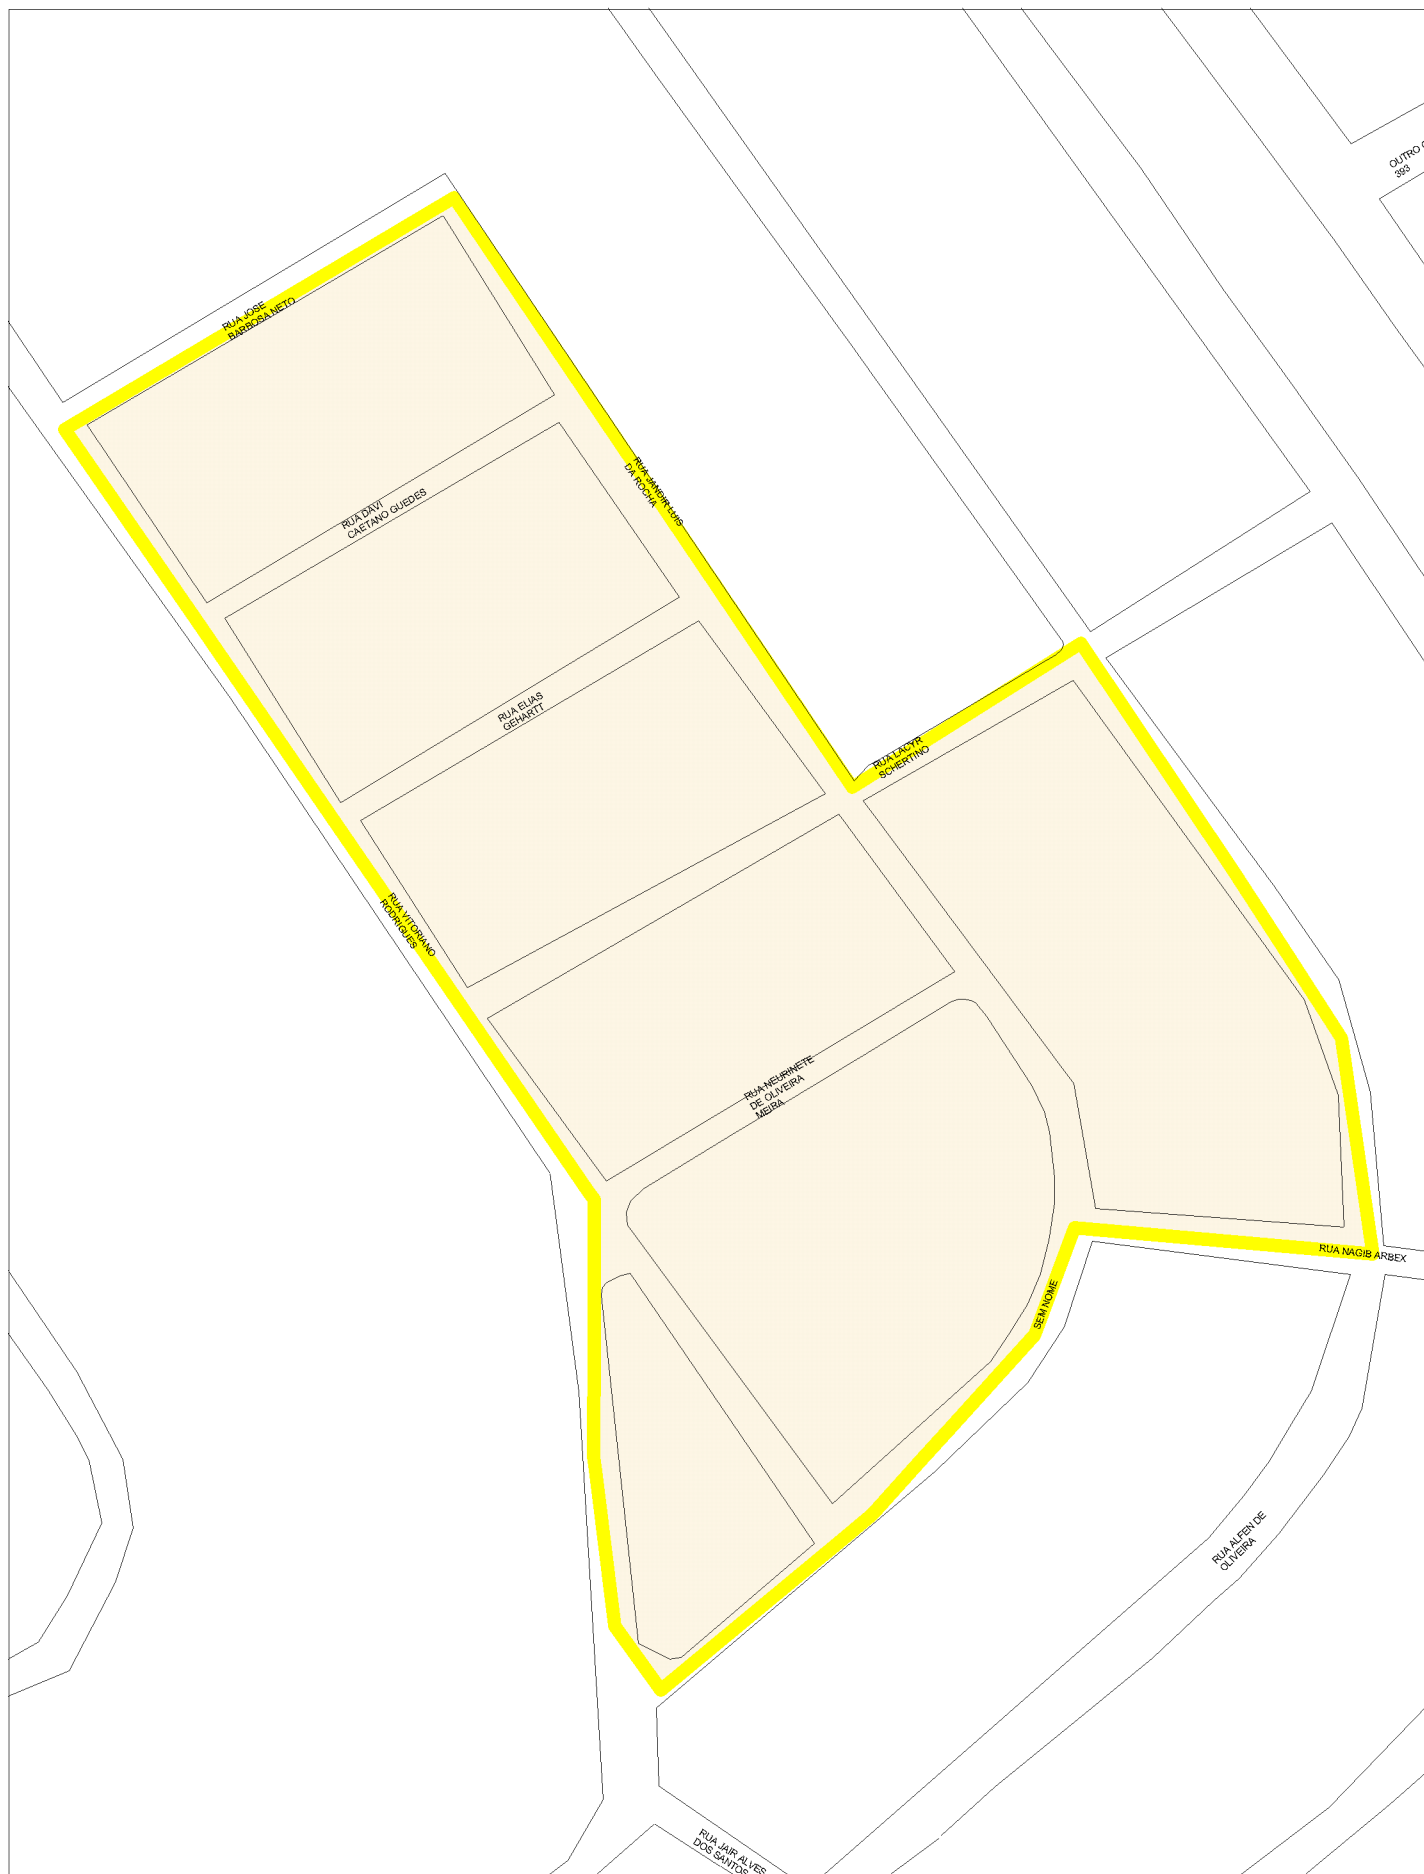 OUTRO
393
RUA JOSE
BARBOSA NETO
RUA JANDIR LUIS
DA ROCHA
RUA DAVI
CAETANO GUEDES
RUA ELIAS
GEHARTT
RUA LACYR
SCHERTINO
RUA VITORIANO
RODRIGUES
RUA NEURINETE
DE OLIVEIRA
MEIRA
RUA NAGIB ARBEX
SEM NOME
RUA ALFEN DE
OLIVEIRA
RUA JAIR ALVES
DOS SANTOS